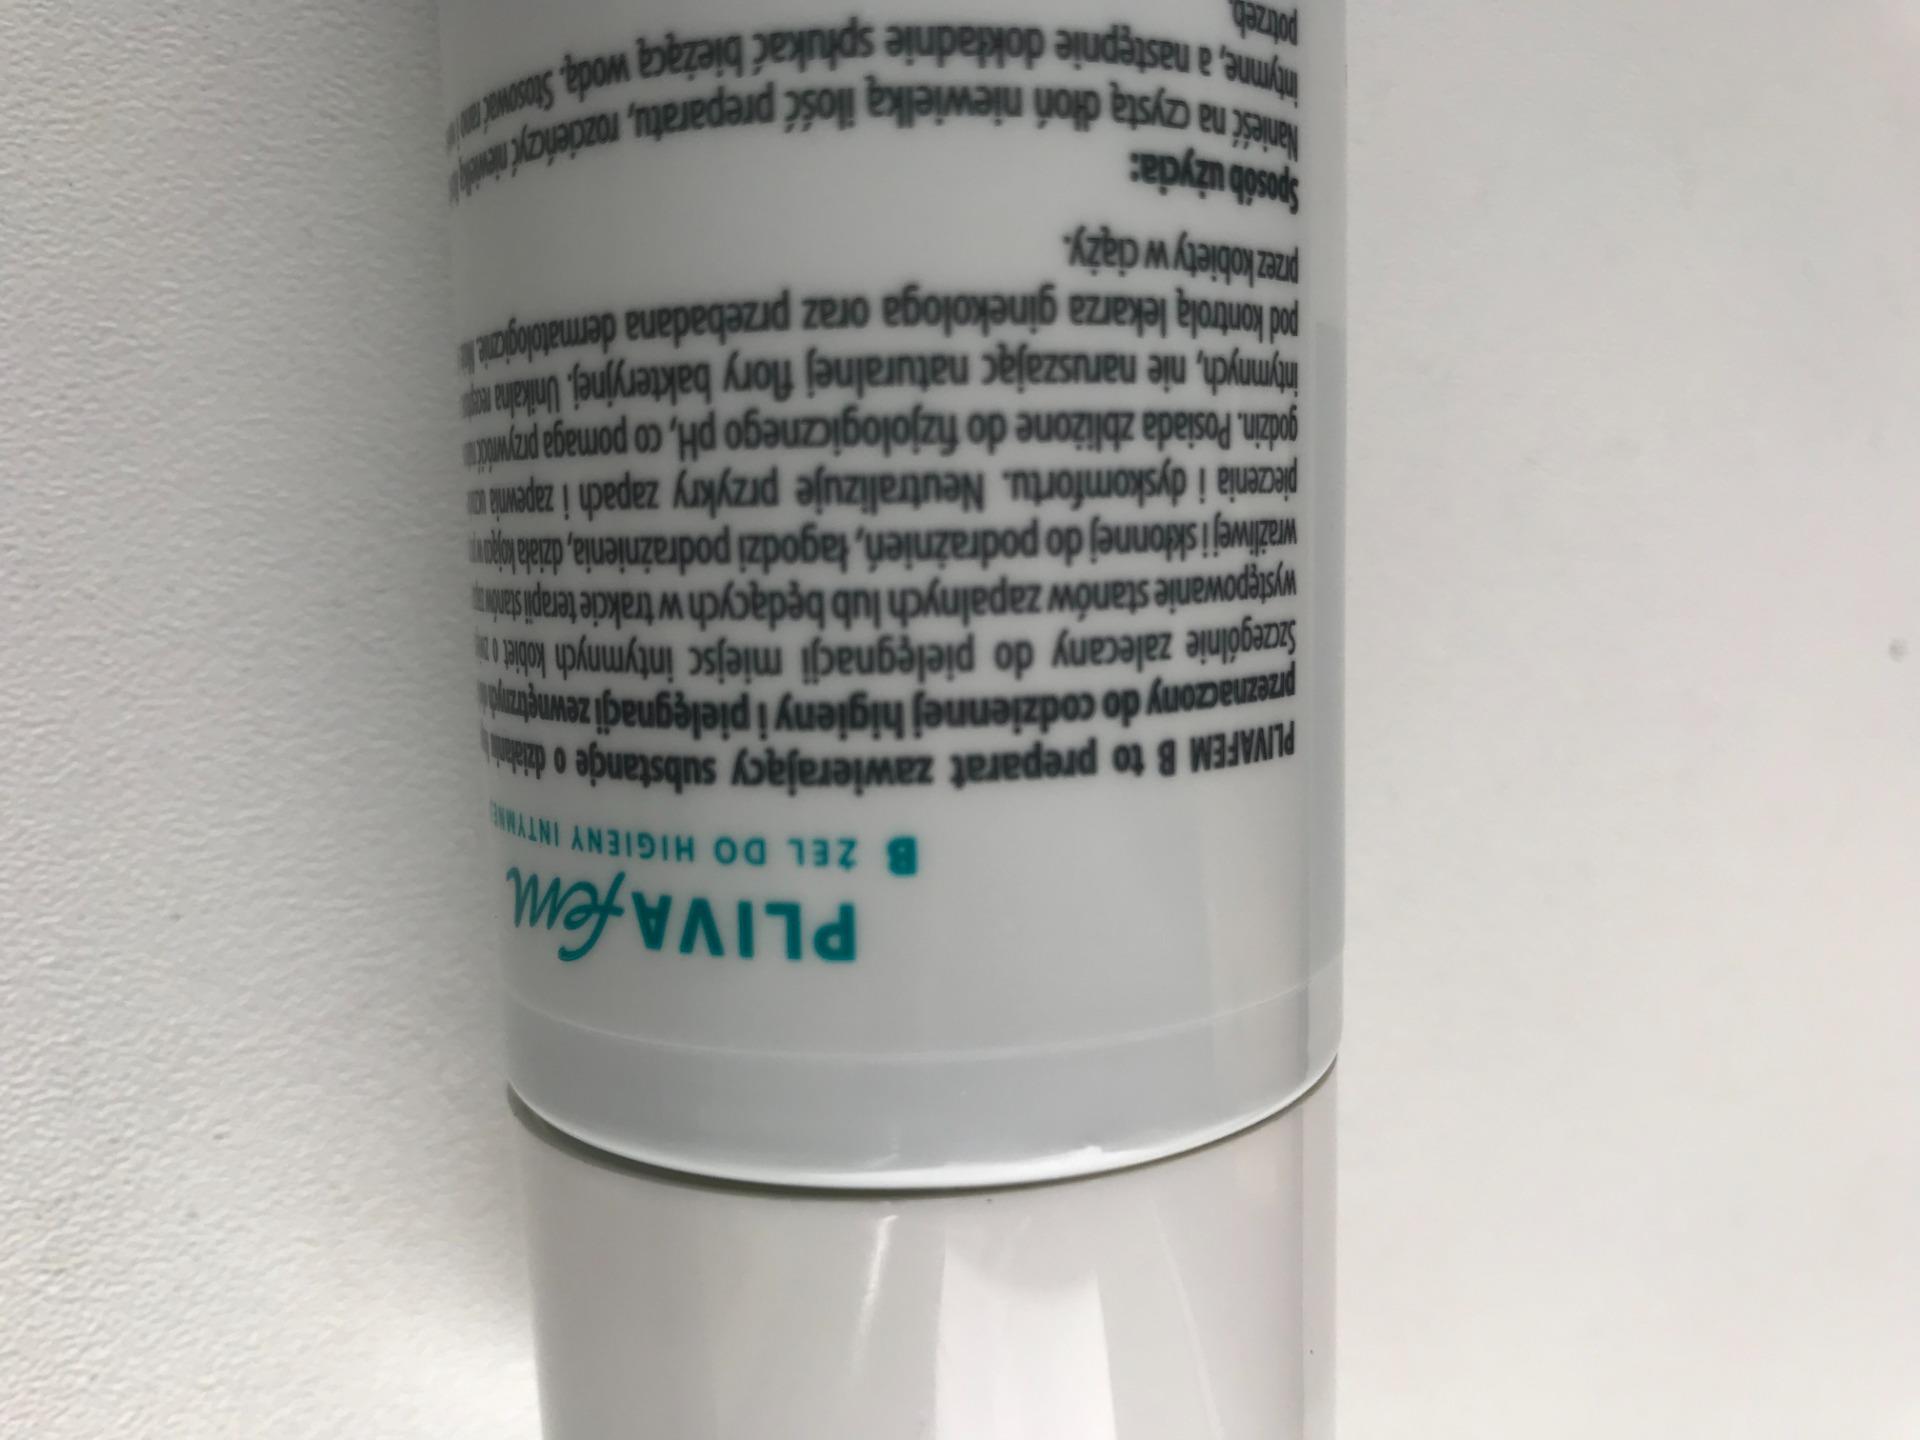 PLIVAfem
B ŻEL DO HIGIENY INTYMNE
PLIVAFEM B to preparat zawierający substancje o działaniu
przeznaczony do codziennej higieny i pielęgnacji zewnętrznych
Szczególnie zalecany do pielęgnacji miejsc intymnych kobiet o
występowanie stanów zapalnych lub będących w trakcie terapii stanów
wrażliwej i skłonnej do podrażnień, łagodzi podrażnienia, działa kojąco w
pieczenia i dyskomfortu. Neutralizuje przykry zapach i zapewnia
godzin. Posiada zbliżone do fizjologicznego pH, co pomaga przywrócić
intymnych, nie naruszając naturalnej flory bakteryjnej. Unikalna
pod kontrolą lekarza ginekologa oraz przebadana dermatologicznie.
przez kobiety w ciąży.
Sposób użycia:
Nanieść na czystą dłoń niewielką ilość preparatu, rozcieńczyć niewielką
intymne, a następnie dokładnie spłukać bieżącą wodą. Stosować rano i
potrzeb.